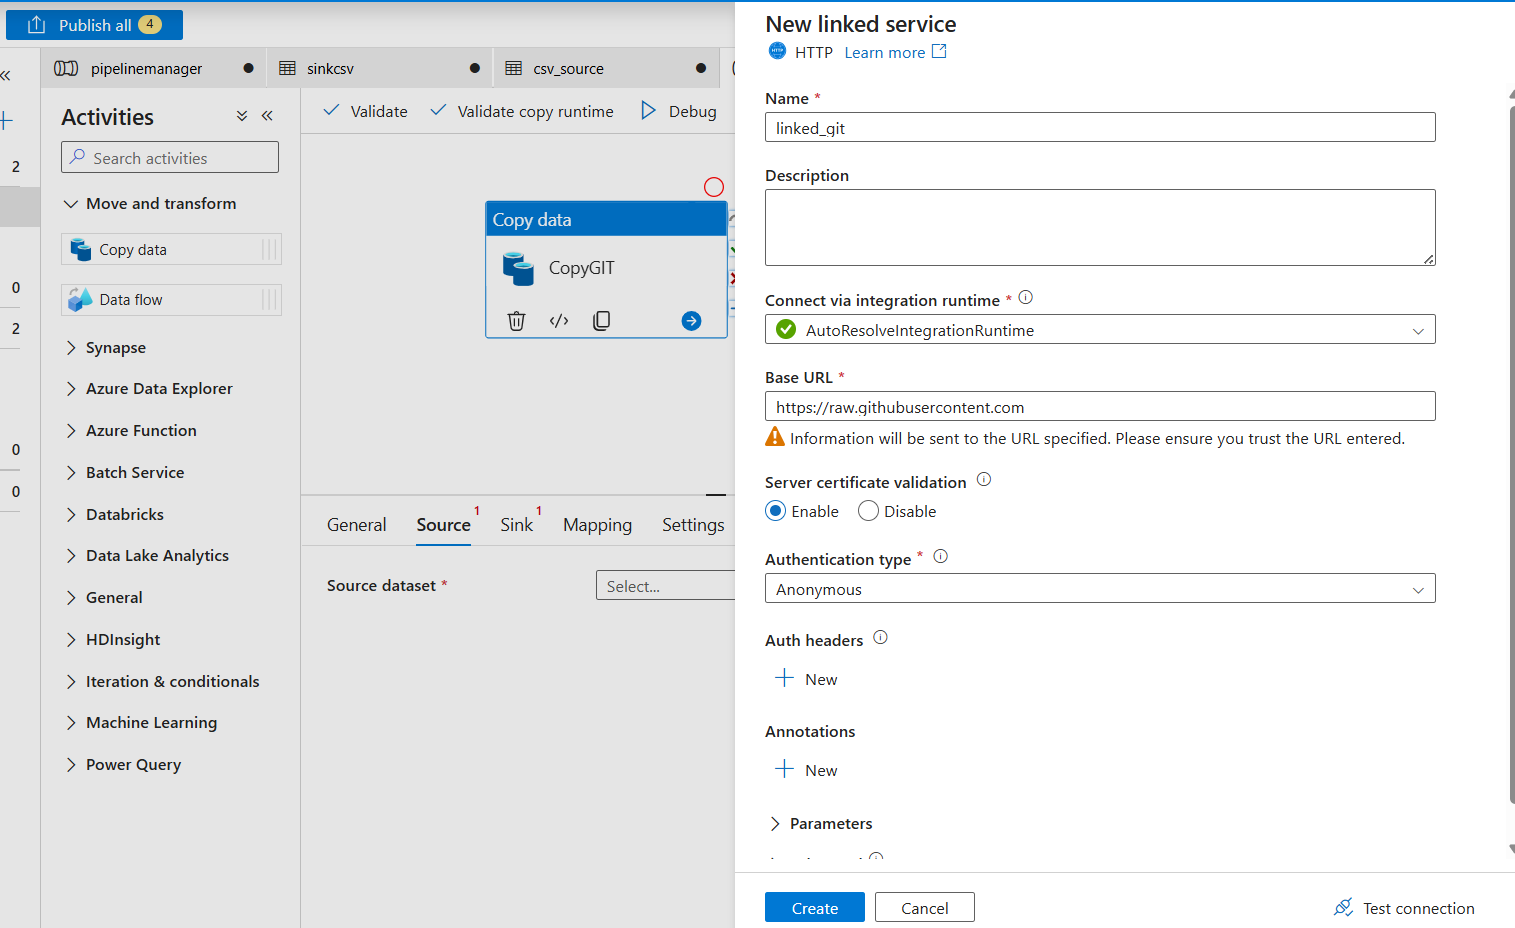 Publish all 4
pipelinemanager
sinkcsv
csv_source
2
0
2
0
0
Activities
Search activities
Move and transform
Copy data
Data flow
Synapse
Azure Data Explorer
Azure Function
Batch Service
Databricks
Data Lake Analytics
General
HDInsight
Iteration & conditionals
Machine Learning
Power Query
Validate
Validate copy runtime
Debug
Copy data
CopyGIT
General
Source 1
Sink 1
Mapping
Settings
Source dataset *
Select...
New linked service
HTTP Learn more
Name *
linked_git
Description
Connect via integration runtime *
AutoResolveIntegrationRuntime
Base URL *
https://raw.githubusercontent.com
Information will be sent to the URL specified. Please ensure you trust the URL entered.
Server certificate validation
Enable Disable
Authentication type *
Anonymous
Auth headers
New
Annotations
New
Parameters
Create Cancel Test connection